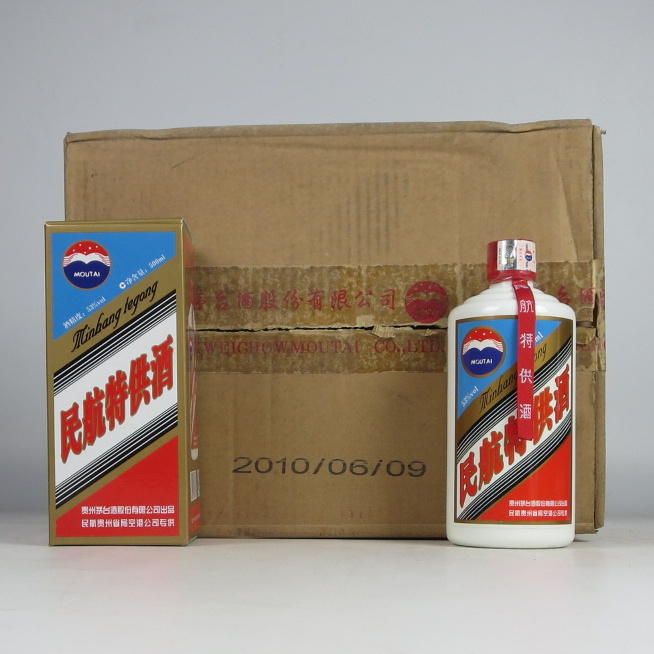 MOUTAI
净含量：500ml
酒精度：53%vol
Minhang tegong
民航特供酒
贵州茅台酒股份有限公司出品
民航贵州省局空港公司专供
台酒股份有限公司
WEICHOW MOUTAI CO.,LTD.
2010/06/09
航特供酒
MOUTAI
53%vol
ml
Minhang
ong
民航特供酒
贵州茅台酒股份有限公司出品
民航贵州省局空港公司专供